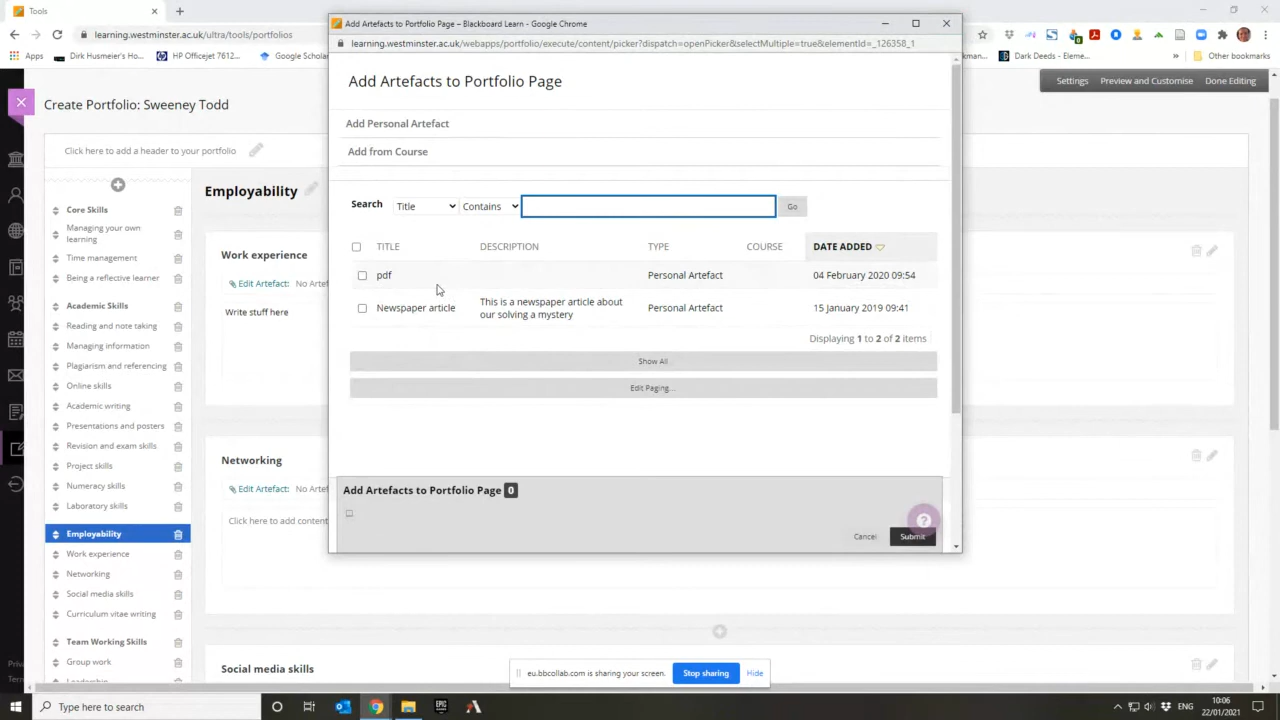 Tools
Add Artefacts to Portfolio Page – Blackboard Learn - Google Chrome
learning.westminster.ac.uk/ultra/tools/portfolios
learning.westminster.ac.uk/webapps/portfolio/execute/content/picker?dispatch=openPicker&selectMultiple=true&elementId=_126358_1
Apps
Dirk Husmeier's Ho...
HP Officejet 7612...
Google Schola
kman...
Dark Deeds - Eleme...
»
Other bookmarks
Settings
Preview and Customise
Done Editing
Create Portfolio: Sweeney Todd
Click here to add a header to your portfolio
Core Skills
Managing your own
learning
Time management
Being a reflective learner
Academic Skills
Reading and note taking
Managing information
Plagiarism and referencing
Online skills
Academic writing
Presentations and posters
Revision and exam skills
Project skills
Numeracy skills
Laboratory skills
Employability
Work experience
Networking
Social media skills
Curriculum vitae writing
Team Working Skills
Group work
Employability
Work experience
Edit Artefact: No Artef
Write stuff here
Networking
Edit Artefact: No Artef
Click here to add conten
Social media skills
Add Artefacts to Portfolio Page
Add Personal Artefact
Add from Course
Search Title Contains Go
TITLE DESCRIPTION TYPE COURSE DATE ADDED
pdf Personal Artefact 04 February 2020 09:54
Newspaper article This is a newspaper article about Personal Artefact 15 January 2019 09:41
our solving a mystery
Displaying 1 to 2 of 2 items
Show All
Edit Paging...
Add Artefacts to Portfolio Page 0
?
Cancel Submit
eu.bbcollab.com is sharing your screen. Stop sharing Hide
Type here to search
EPIC
ENG
10:06
22/01/2021